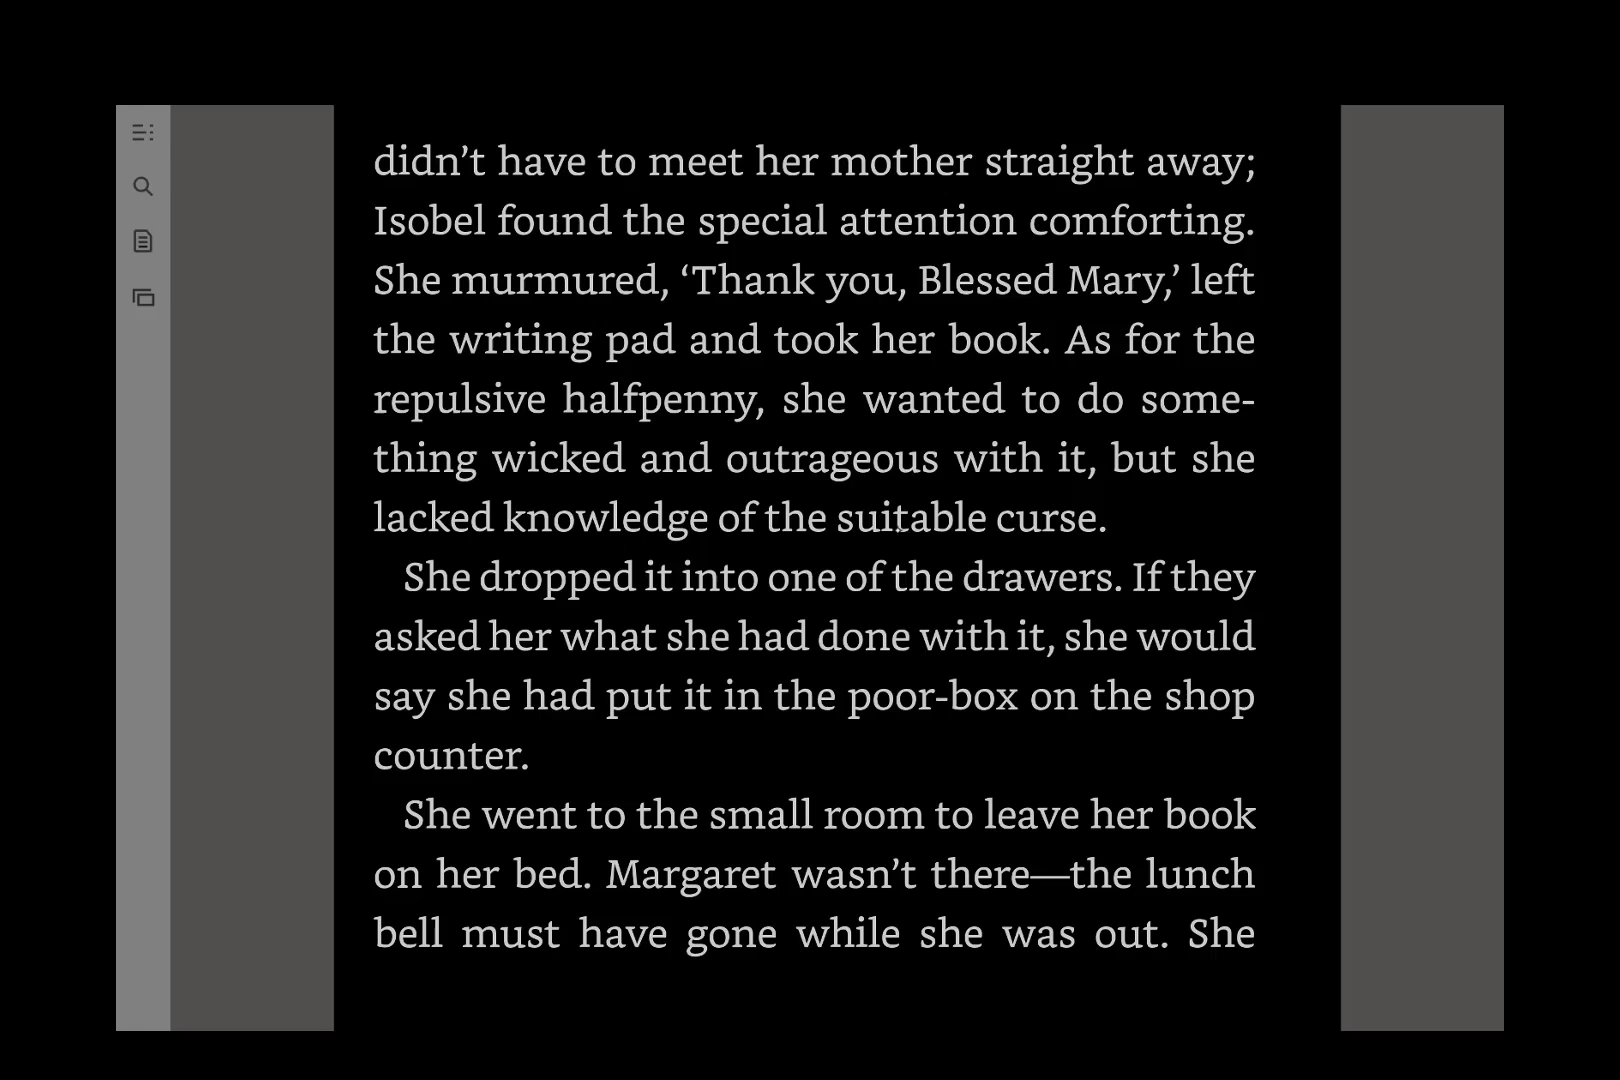 didn’t have to meet her mother straight away;
Isobel found the special attention comforting.
She murmured, ‘Thank you, Blessed Mary,’ left
the writing pad and took her book. As for the
repulsive halfpenny, she wanted to do some-
thing wicked and outrageous with it, but she
lacked knowledge of the suitable curse.
She dropped it into one of the drawers. If they
asked her what she had done with it, she would
say she had put it in the poor-box on the shop
counter.
She went to the small room to leave her book
on her bed. Margaret wasn’t there—the lunch
bell must have gone while she was out. She